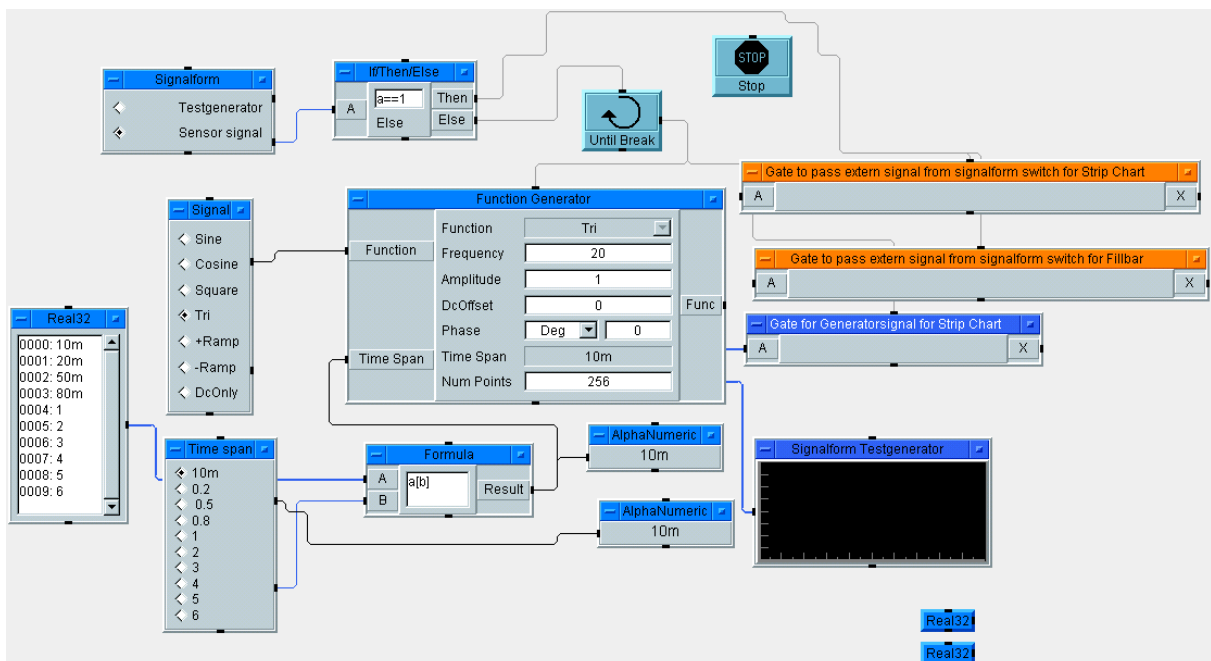 Signalform
Testgenerator
Sensor signal
If/Then/Else
A
a==1
Then
Else
Else
Until Break
STOP
Stop
Gate to pass extern signal from signalform switch for Strip Chart
A
X
Gate to pass extern signal from signalform switch for Fillbar
A
X
Gate for Generatorsignal for Strip Chart
A
X
Signal
Sine
Cosine
Square
Tri
+Ramp
-Ramp
DcOnly
Function Generator
Function
Time Span
Function Tri
Frequency 20
Amplitude 1
DcOffset 0
Phase Deg 0
Time Span 10m
Num Points 256
Func
Real32
0000: 10m
0001: 20m
0002: 50m
0003: 80m
0004: 1
0005: 2
0006: 3
0007: 4
0008: 5
0009: 6
Time span
10m
0.2
0.5
0.8
1
2
3
4
5
6
Formula
A
B
a[b]
Result
AlphaNumeric
10m
AlphaNumeric
10m
Signalform Testgenerator
Real32
Real32